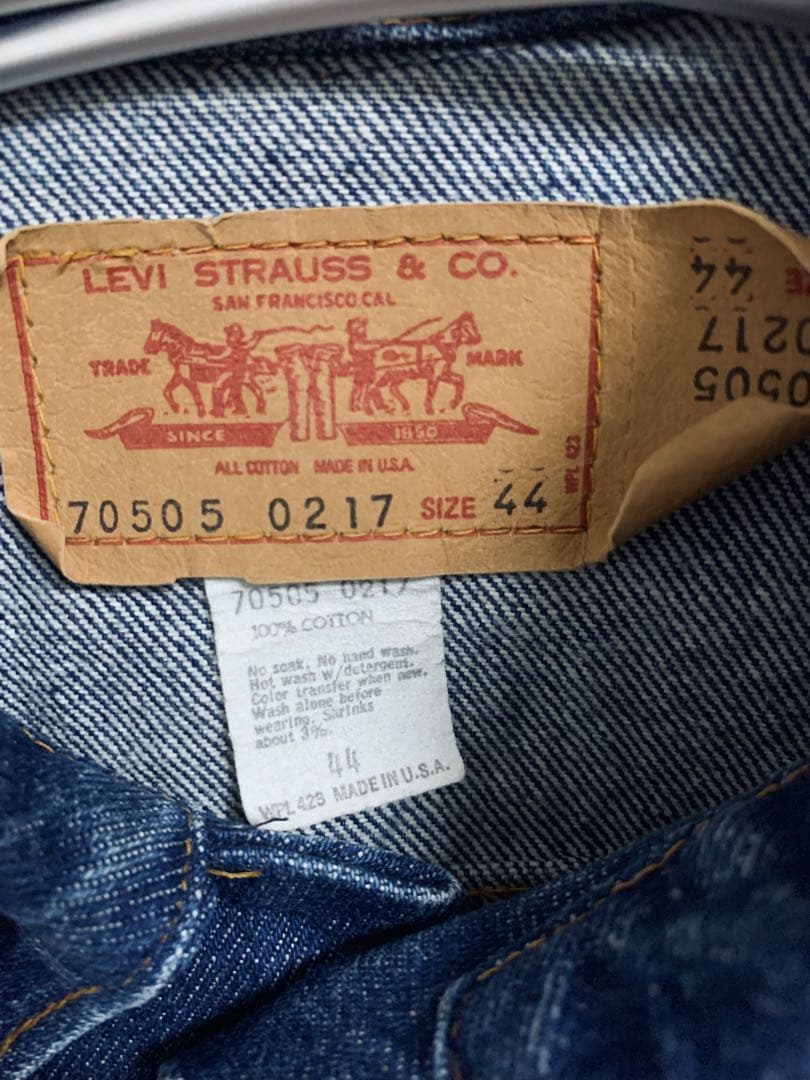 LEVI STRAUSS & CO.
SAN FRANCISCO.CAL
TRADE MARK
SINCE 1850
ALL COTTON MADE IN U.S.A.
70505 0217 SIZE 44
WPL 423
44
0217
0505
70505 0217
100% COTTON
No soak. No hand wash.
Hot wash w/detergent.
Color transfer when new.
Wash alone before
wearing. Shrinks
about 3%.
44
WPL 423 MADE IN U.S.A.